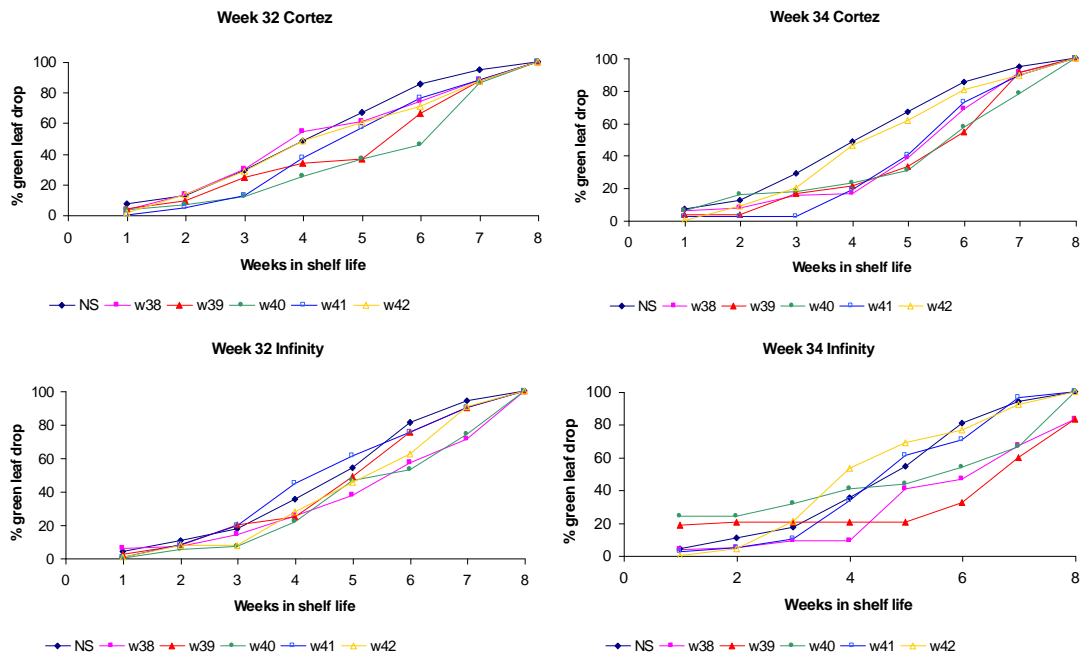 Week 32 Cortez
% green leaf drop
100
80
60
40
20
0
0 1 2 3 4 5 6 7 8
Weeks in shelf life
NS w38 w39 w40 w41 w42
Week 34 Cortez
% green leaf drop
100
80
60
40
20
0
0 1 2 3 4 5 6 7 8
Weeks in shelf life
NS w38 w39 w40 w41 w42
Week 32 Infinity
% green leaf drop
100
80
60
40
20
0
0 1 2 3 4 5 6 7 8
Weeks in shelf life
NS w38 w39 w40 w41 w42
Week 34 Infinity
% green leaf drop
100
80
60
40
20
0
0 2 4 6 8
Weeks in shelf life
NS w38 w39 w40 w41 w42